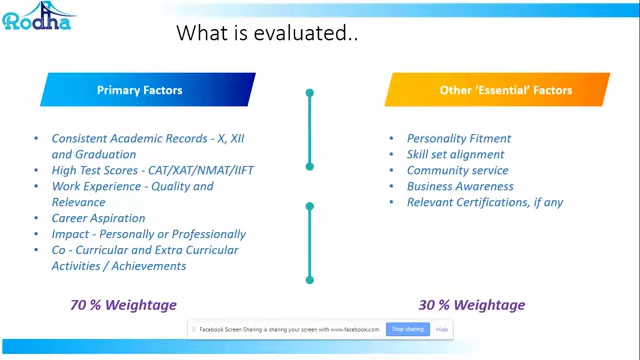 Rodha
What is evaluated..
Primary Factors
• Consistent Academic Records - X, XII
and Graduation
• High Test Scores - CAT/XAT/NMAT/IIFT
• Work Experience - Quality and
Relevance
• Career Aspiration
• Impact - Personally or Professionally
• Co - Curricular and Extra Curricular
Activities / Achievements
70 % Weightage
Other 'Essential' Factors
• Personality Fitment
• Skill set alignment
• Community service
• Business Awareness
• Relevant Certifications, if any
30 % Weightage
Facebook Screen Sharing is sharing your screen with www.facebook.com. Stop sharing Hide